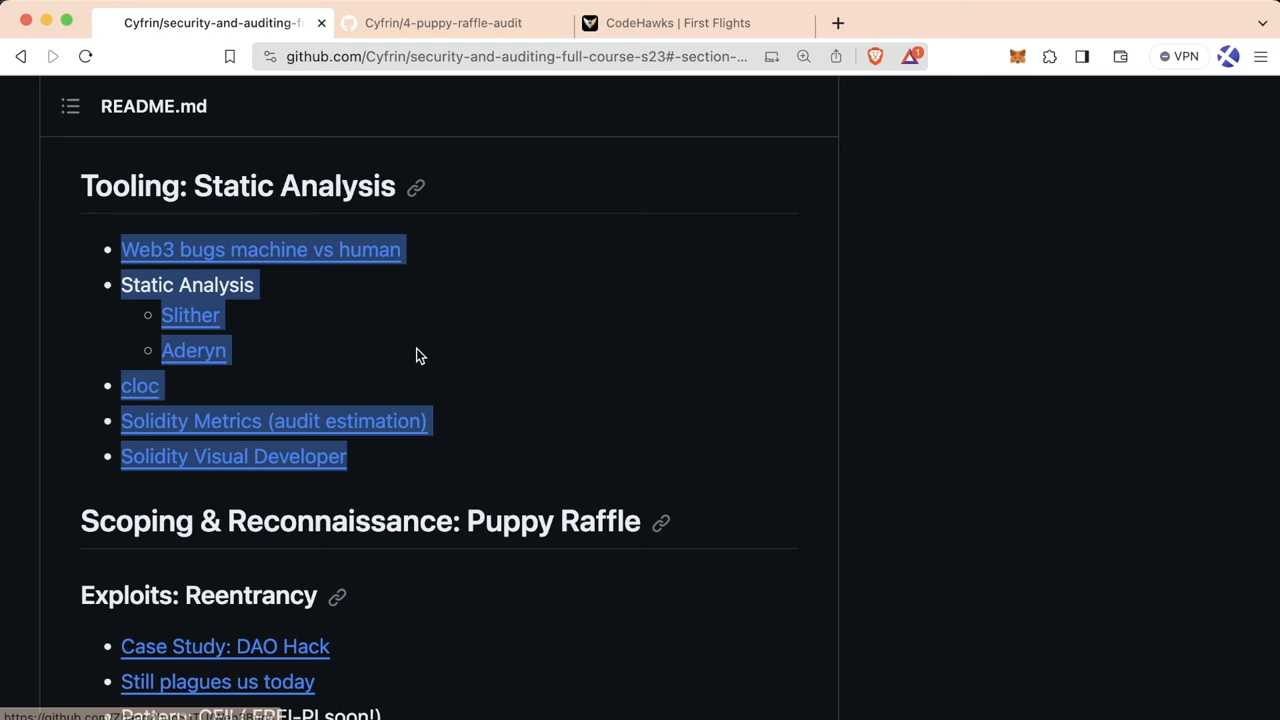 Cyfrin/security-and-auditing-f
Cyfrin/4-puppy-raffle-audit
CodeHawks | First Flights
github.com/Cyfrin/security-and-auditing-full-course-s23#-section-...
1
VPN
README.md
Tooling: Static Analysis
Web3 bugs machine vs human
Static Analysis
Slither
Aderyn
cloc
Solidity Metrics (audit estimation)
Solidity Visual Developer
Scoping & Reconnaissance: Puppy Raffle
Exploits: Reentrancy
Case Study: DAO Hack
Still plagues us today